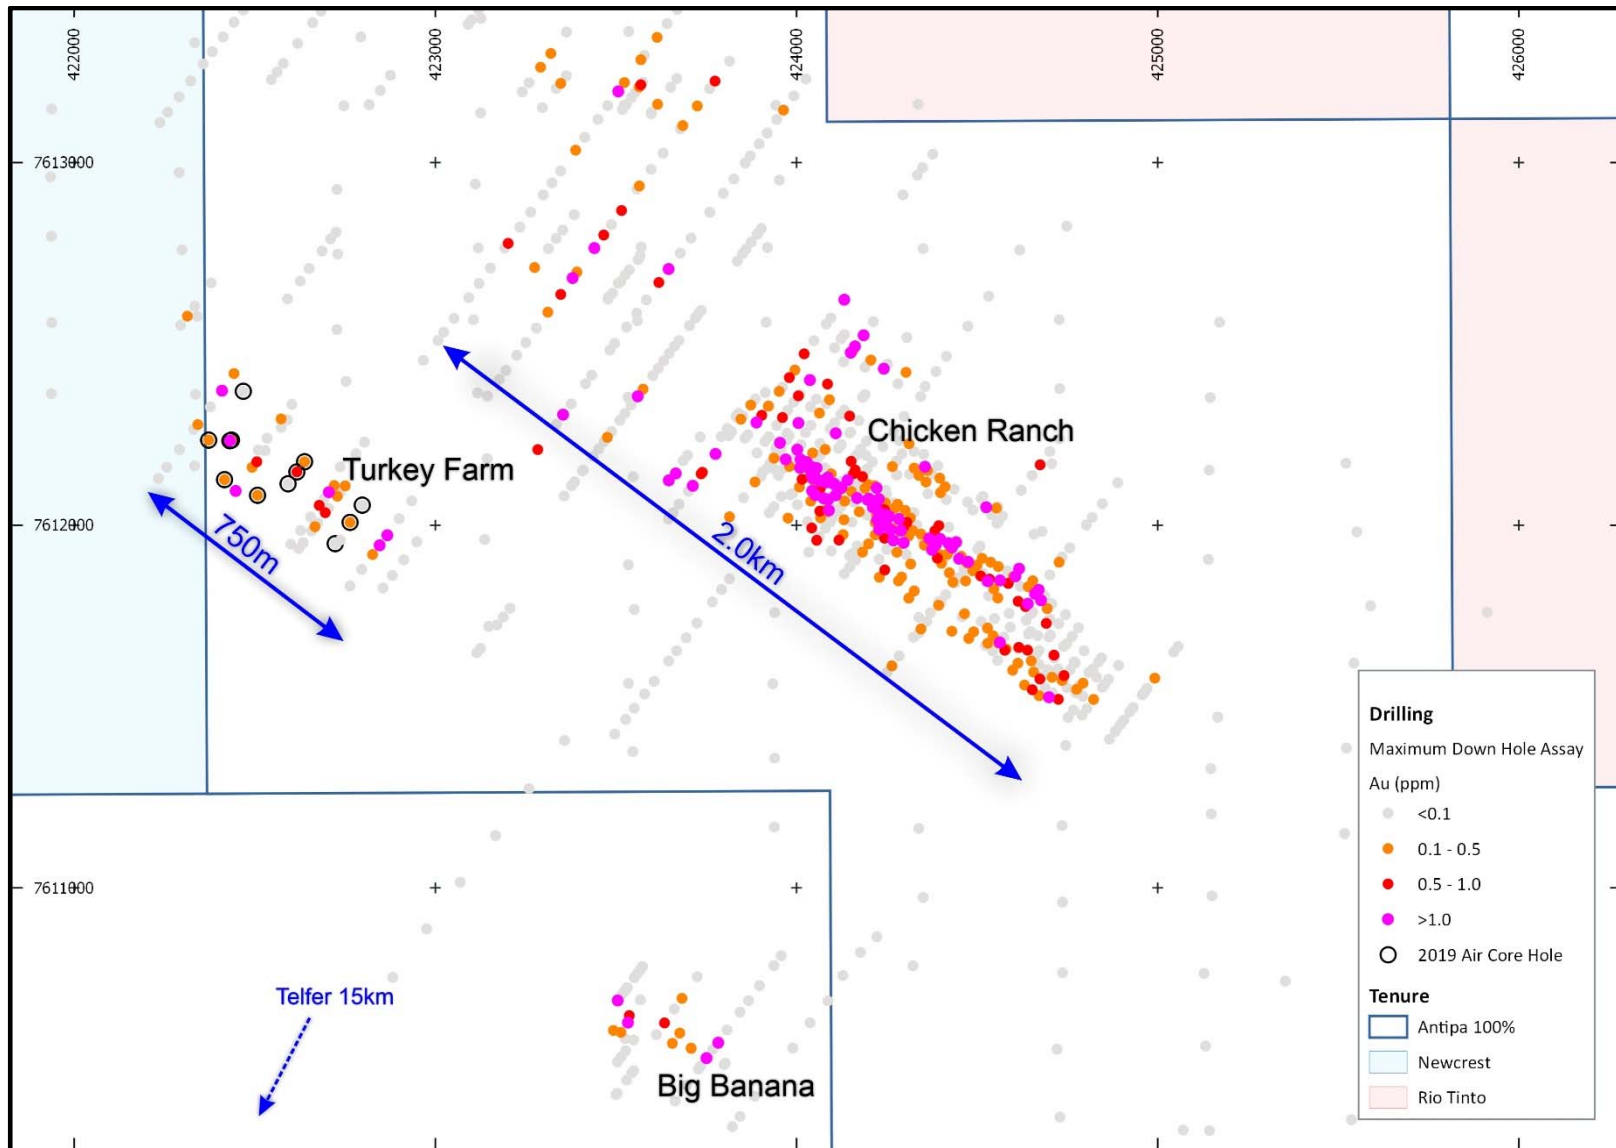 422000
423000
424000
425000
426000
7613000
Chicken Ranch
Turkey Farm
7612000
750m
2.0km
7611000
Telfer 15km
Big Banana
Drilling
Maximum Down Hole Assay
Au (ppm)
<0.1
0.1 - 0.5
0.5 - 1.0
>1.0
2019 Air Core Hole
Tenure
Antipa 100%
Newcrest
Rio Tinto